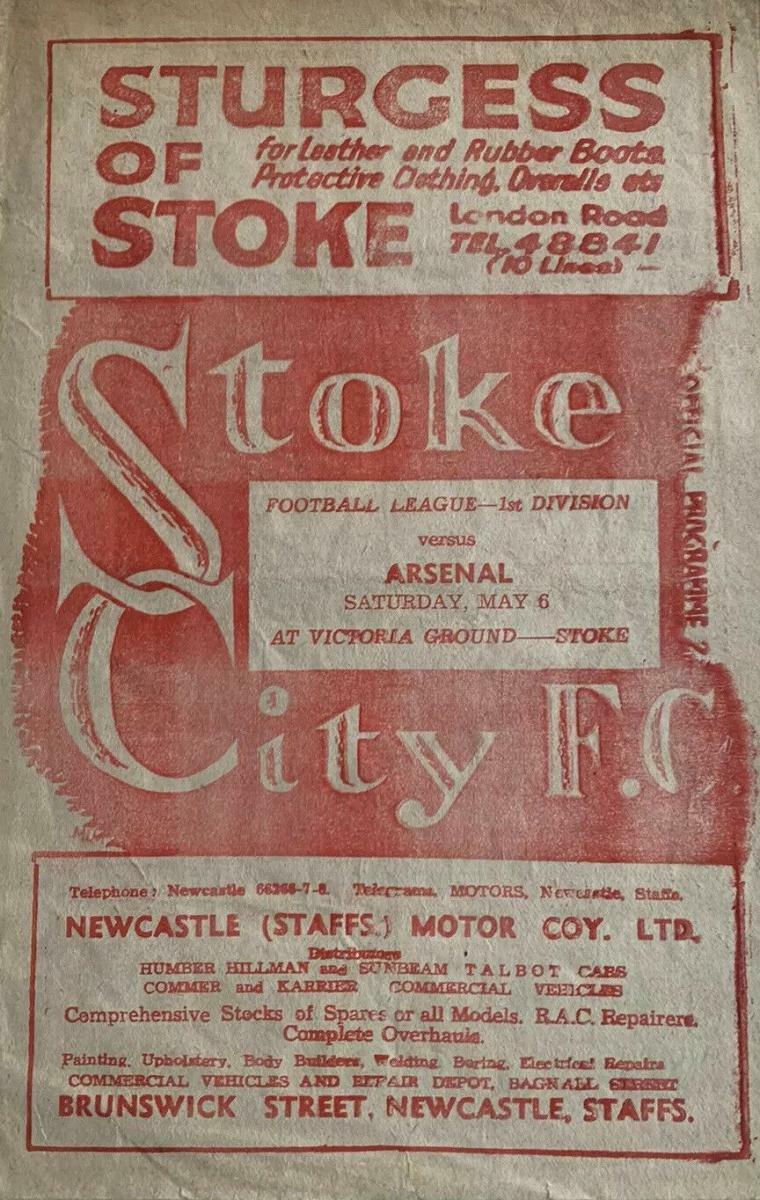 STURGESS
OF
for Leather and Rubber Boots.
Protective Clothing, Overalls etc
STOKE
London Road
TEL. 48841
(10 Lines)
Stoke
OFFICIAL PROGRAMME
FOOTBALL LEAGUE—1st DIVISION
versus
ARSENAL
SATURDAY, MAY 6
AT VICTORIA GROUND—STOKE
City F.C
Telephone: Newcastle Telegrams, MOTORS, Newcastle, Staffs.
NEWCASTLE (STAFFS.) MOTOR COY. LTD.
Distributors
HUMBER HILLMAN and SUNBEAM TALBOT CARS
COMMER and KARRIER COMMERCIAL VEHICLES
Comprehensive Stocks of Spares or all Models. R.A.C. Repairers.
Complete Overhauls.
Painting, Upholstery, Body Builders, Welding Boring, Electrical Repairs
COMMERCIAL VEHICLES AND REPAIR DEPOT, BAGNALL STREET
BRUNSWICK STREET, NEWCASTLE, STAFFS.